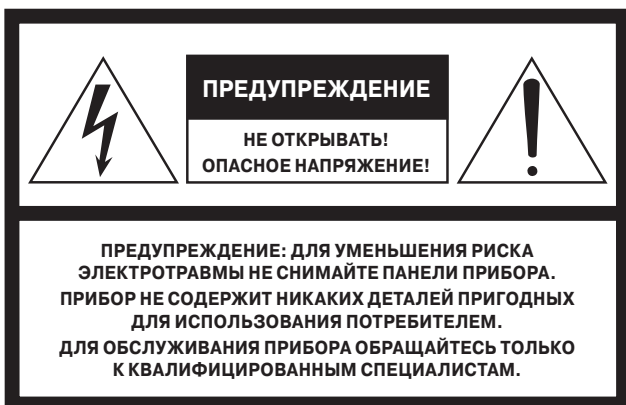 ПРЕДУПРЕЖДЕНИЕ
НЕ ОТКРЫВАТЬ!
ОПАСНОЕ НАПРЯЖЕНИЕ!
ПРЕДУПРЕЖДЕНИЕ: ДЛЯ УМЕНЬШЕНИЯ РИСКА
ЭЛЕКТРОТРАВМЫ НЕ СНИМАЙТЕ ПАНЕЛИ ПРИБОРА.
ПРИБОР НЕ СОДЕРЖИТ НИКАКИХ ДЕТАЛЕЙ ПРИГОДНЫХ
ДЛЯ ИСПОЛЬЗОВАНИЯ ПОТРЕБИТЕЛЕМ.
ДЛЯ ОБСЛУЖИВАНИЯ ПРИБОРА ОБРАЩАЙТЕСЬ ТОЛЬКО
К КВАЛИФИЦИРОВАННЫМ СПЕЦИАЛИСТАМ.